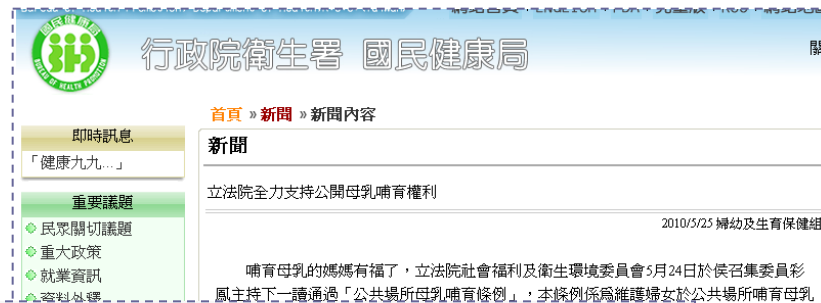 行政院衛生署 國民健康局
BUREAU OF HEALTH PROMOTION
關
首頁 » 新聞 » 新聞內容
即時訊息
「健康九九...」
重要議題
民眾關切議題
重大政策
就業資訊
新聞
立法院全力支持公開母乳哺育權利
2010/5/25 婦幼及生育保健組
哺育母乳的媽媽有福了，立法院社會福利及衛生環境委員會5月24日於侯召集委員彩
鳳主持下一讀通過「公共場所母乳哺育條例」，本條例係為維護婦女於公共場所哺育母乳